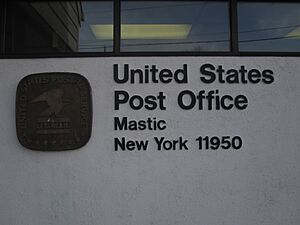 United States
Post Office
Mastic
New York 11950